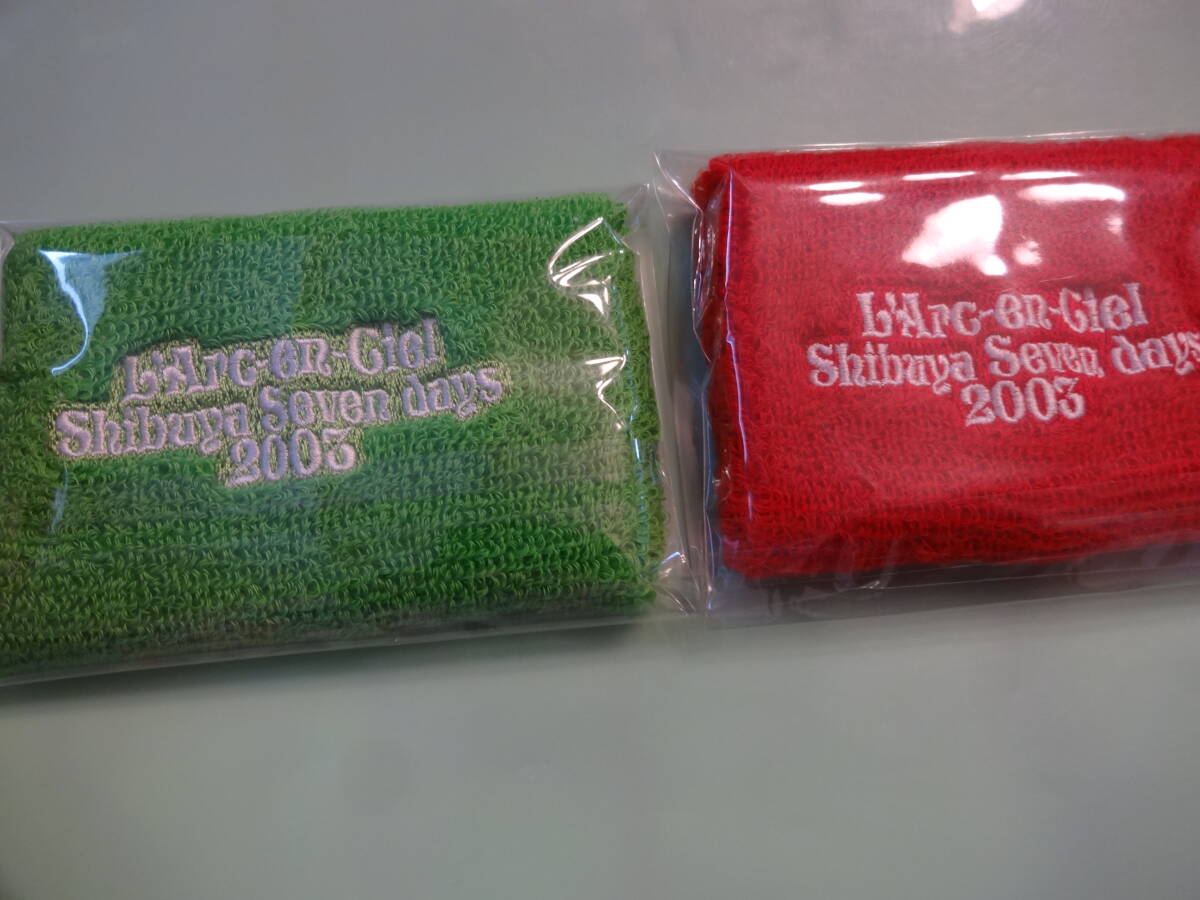 L'Arc-en-Ciel
Shibuya Seven days
2003
L'Arc-en-Ciel
Shibuya Seven days
2003